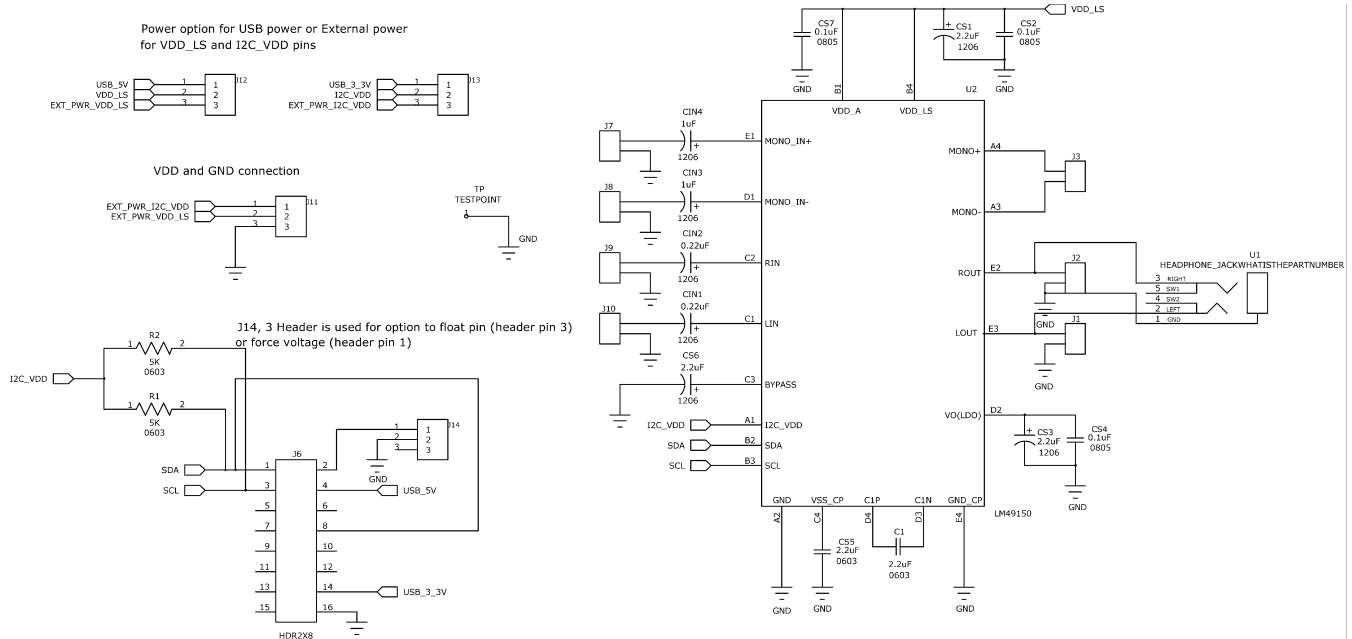 Power option for USB power or External power
for VDD_LS and I2C_VDD pins
USB_5V 1 1 J12
VDD_LS 2 2
EXT_PWR_VDD_LS 3 3
USB_3_3V 1 1 J13
I2C_VDD 2 2
EXT_PWR_I2C_VDD 3 3
VDD and GND connection
EXT_PWR_I2C_VDD 1 1 J11
EXT_PWR_VDD_LS 2 2
3 3
TP
TESTPOINT
1
GND
J14, 3 Header is used for option to float pin (header pin 3)
or force voltage (header pin 1)
R2
1 2
5K
0603
I2C_VDD
R1
1 2
5K
0603
1 1 J14
2 2
3 3
GND
J6
SDA 1 2
SCL 3 4 USB_5V
5 6
7 8
9 10
11 12
13 14 USB_3_3V
15 16
HDR2X8
VDD_LS
CS7
0.1uF
0805
GND
CS1
2.2uF
1206
CS2
0.1uF
0805
GND
B1
B4
U2
VDD_A VDD_LS
CIN4
1uF
J7
1206
E1 MONO_IN+
CIN3
1uF
J8
1206
D1 MONO_IN-
CIN2
0.22uF
J9
1206
C2 RIN
CIN1
0.22uF
J10
1206
C1 LIN
CS6
2.2uF
1206
C3 BYPASS
I2C_VDD A1 I2C_VDD
SDA B2 SDA
SCL B3 SCL
MONO+ A4
J3
MONO- A3
ROUT E2
J2
GND
LOUT E3
J1
GND
U1
HEADPHONE_JACKWHATISTHEPARTNUMBER
3 RIGHT
5 SW1
4 SW2
2 LEFT
1 GND
VO(LDO) D2
CS3
2.2uF
1206
CS4
0.1uF
0805
GND
GND VSS_CP C1P C1N GND_CP
A2 C4 D4 D3 E4
LM49150
CS5
2.2uF
0603
C1
2.2uF
0603
GND GND GND